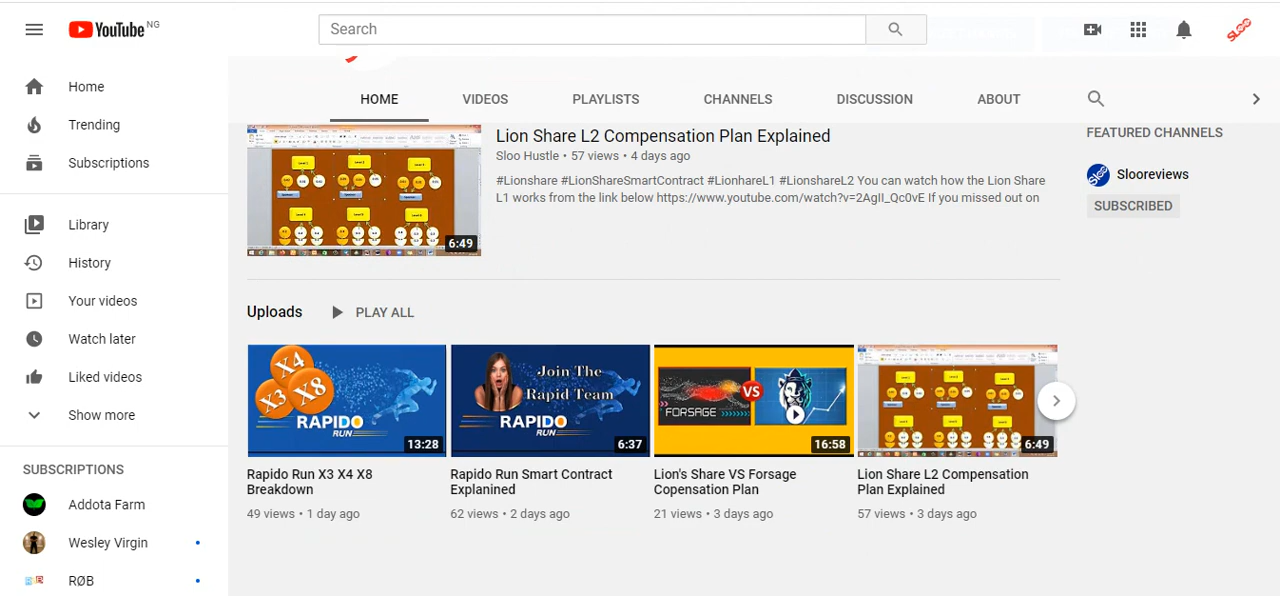 YouTube NG
Search
SLOO
Home
Trending
Subscriptions
Library
History
Your videos
Watch later
Liked videos
Show more
SUBSCRIPTIONS
Addota Farm
Wesley Virgin
RØB
HOME VIDEOS PLAYLISTS CHANNELS DISCUSSION ABOUT
Lion Share L2 Compensation Plan Explained
Sloo Hustle • 57 views • 4 days ago
#Lionshare #LionShareSmartContract #LionhareL1 #LionshareL2 You can watch how the Lion Share
L1 works from the link below https://www.youtube.com/watch?v=2AgII_Qc0vE If you missed out on
6:49
FEATURED CHANNELS
Slooreviews
SUBSCRIBED
Uploads PLAY ALL
X4
X3 X8
RAPIDO
RUN
13:28
Rapido Run X3 X4 X8
Breakdown
49 views • 1 day ago
Join The
Rapid Team
RAPIDO
RUN
6:37
Rapido Run Smart Contract
Explanined
62 views • 2 days ago
FORSAGE
VS
16:58
Lion's Share VS Forsage
Copensation Plan
21 views • 3 days ago
6:49
Lion Share L2 Compensation
Plan Explained
57 views • 3 days ago